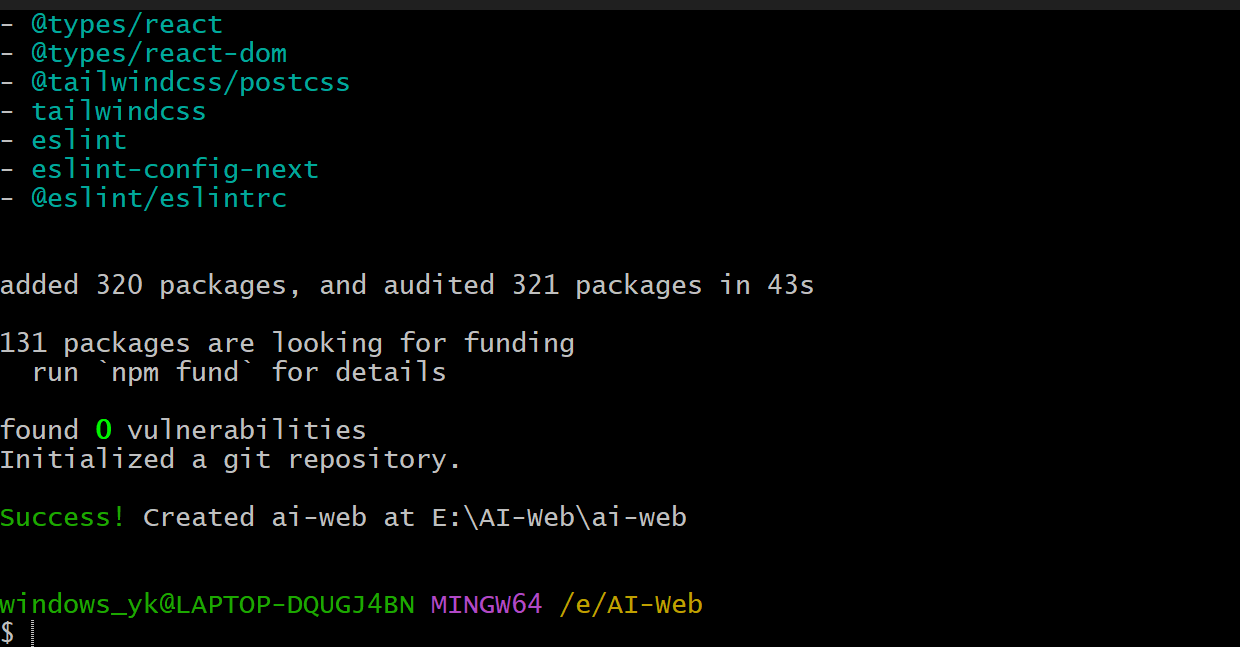 - @types/react
- @types/react-dom
- @tailwindcss/postcss
- tailwindcss
- eslint
- eslint-config-next
- @eslint/eslintrc
added 320 packages, and audited 321 packages in 43s
131 packages are looking for funding
  run `npm fund` for details
found 0 vulnerabilities
Initialized a git repository.
Success! Created ai-web at E:\AI-Web\ai-web
windows_yk@LAPTOP-DQUGJ4BN MINGW64 /e/AI-Web
$